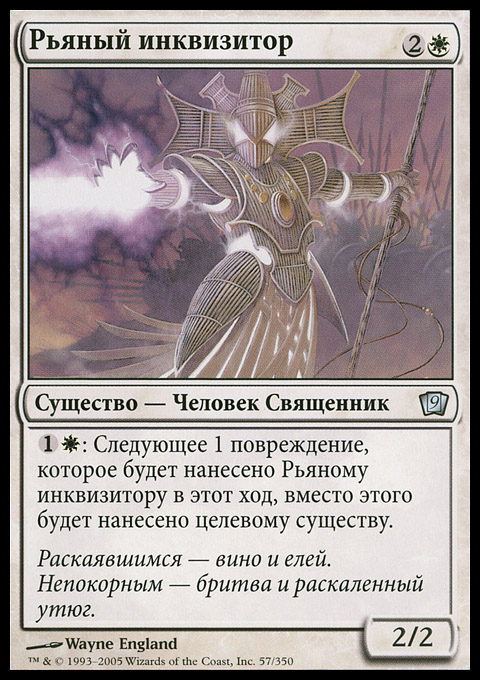 Рьяный инквизитор 2
Существо — Человек Священник 9
1 : Следующее 1 повреждение,
которое будет нанесено Рьяному
инквизитору в этот ход, вместо этого
будет нанесено целевому существу.
Раскаявшимся — вино и елей.
Непокорным — бритва и раскаленный
утюг.
Wayne England
2/2
™ & © 1993–2005 Wizards of the Coast, Inc. 57/350